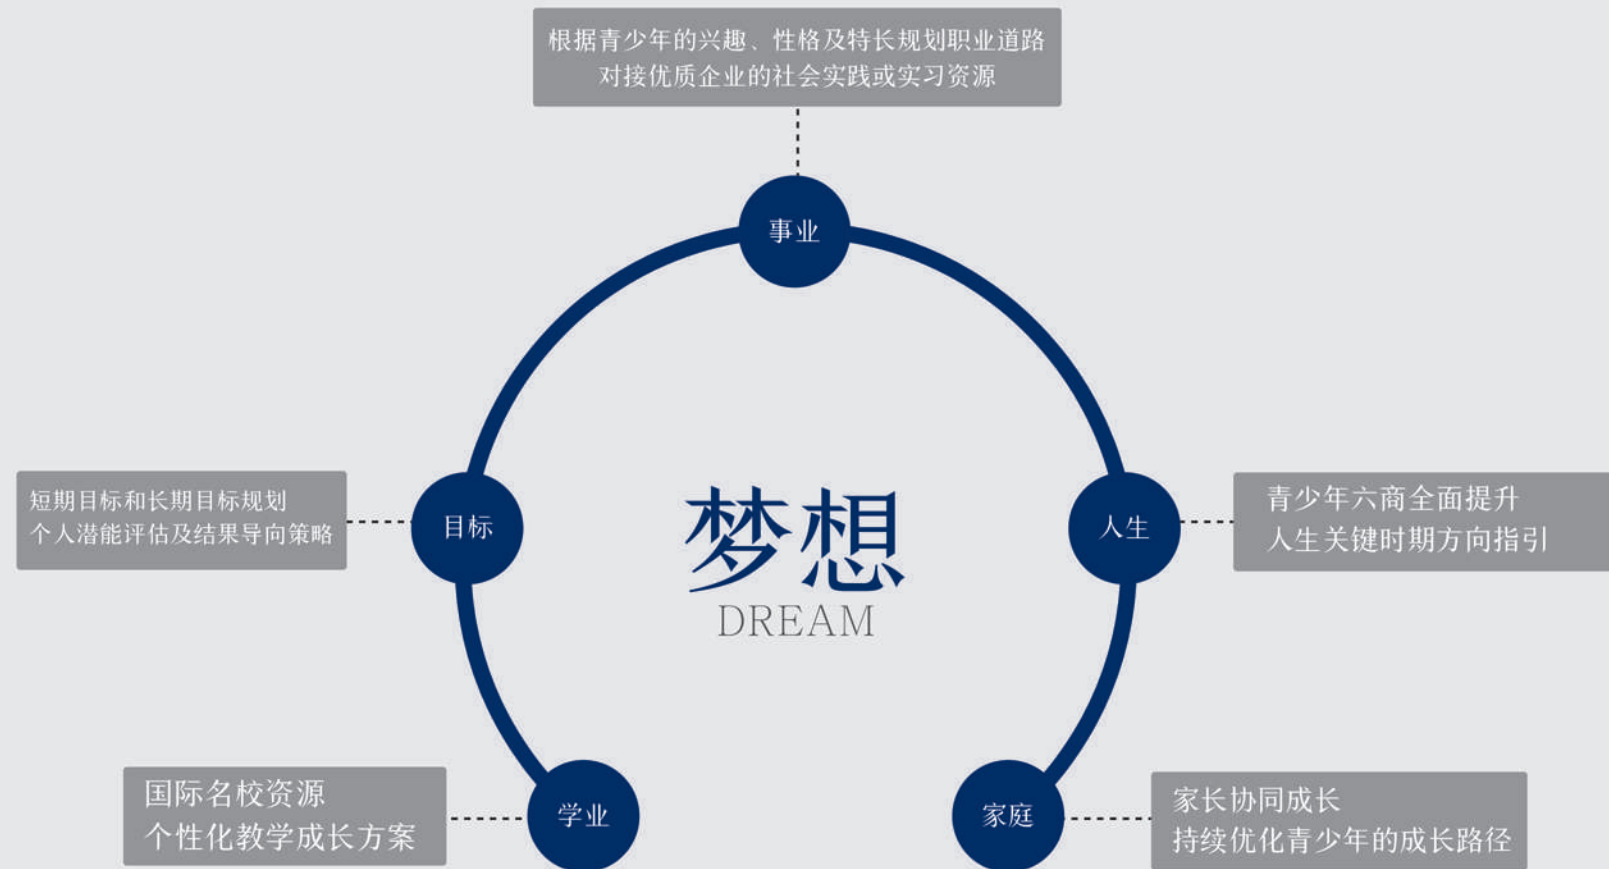 根据青少年的兴趣、性格及特长规划职业道路
对接优质企业的社会实践或实习资源
事业
短期目标和长期目标规划
个人潜能评估及结果导向策略
目标
梦想
DREAM
人生
青少年六商全面提升
人生关键时期方向指引
国际名校资源
个性化教学成长方案
学业
家庭
家长协同成长
持续优化青少年的成长路径